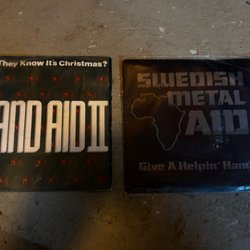 They Know It's Christmas?
AND AID II
SWEDISH
METAL
AID
Give A Helpin' Hand